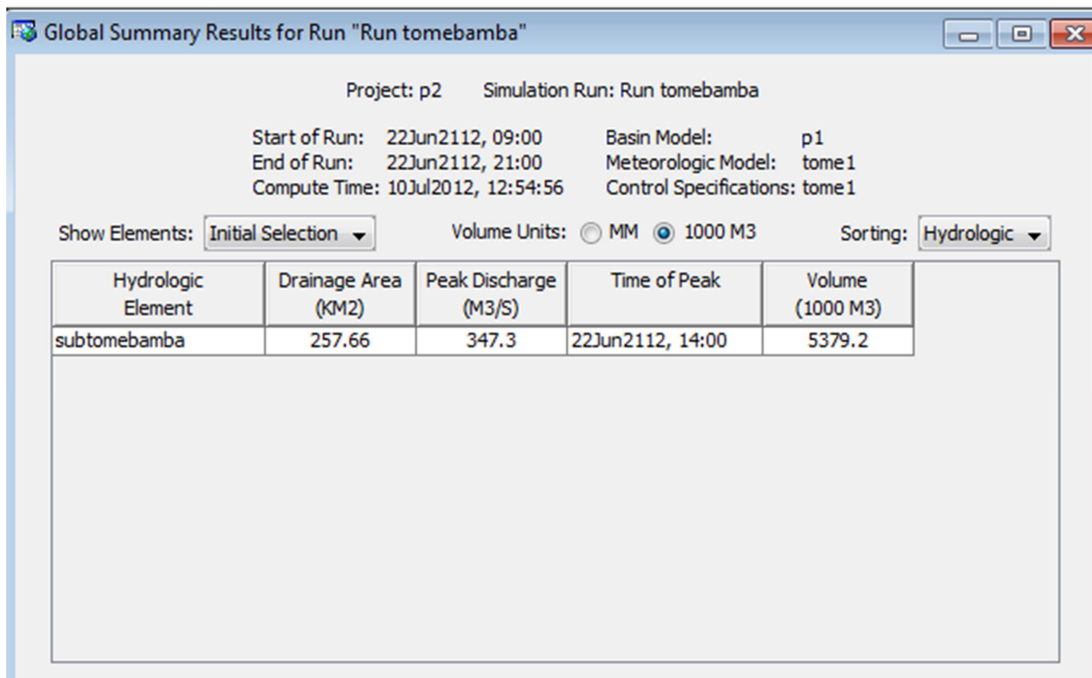 Global Summary Results for Run "Run tomebamba"
Project: p2 Simulation Run: Run tomebamba
Start of Run: 22Jun2112, 09:00 Basin Model: p1
End of Run: 22Jun2112, 21:00 Meteorologic Model: tome1
Compute Time: 10Jul2012, 12:54:56 Control Specifications: tome1
Show Elements: Initial Selection Volume Units: MM 1000 M3 Sorting: Hydrologic
Hydrologic Drainage Area Peak Discharge Time of Peak Volume
Element (KM2) (M3/S) (1000 M3)
subtomebamba 257.66 347.3 22Jun2112, 14:00 5379.2